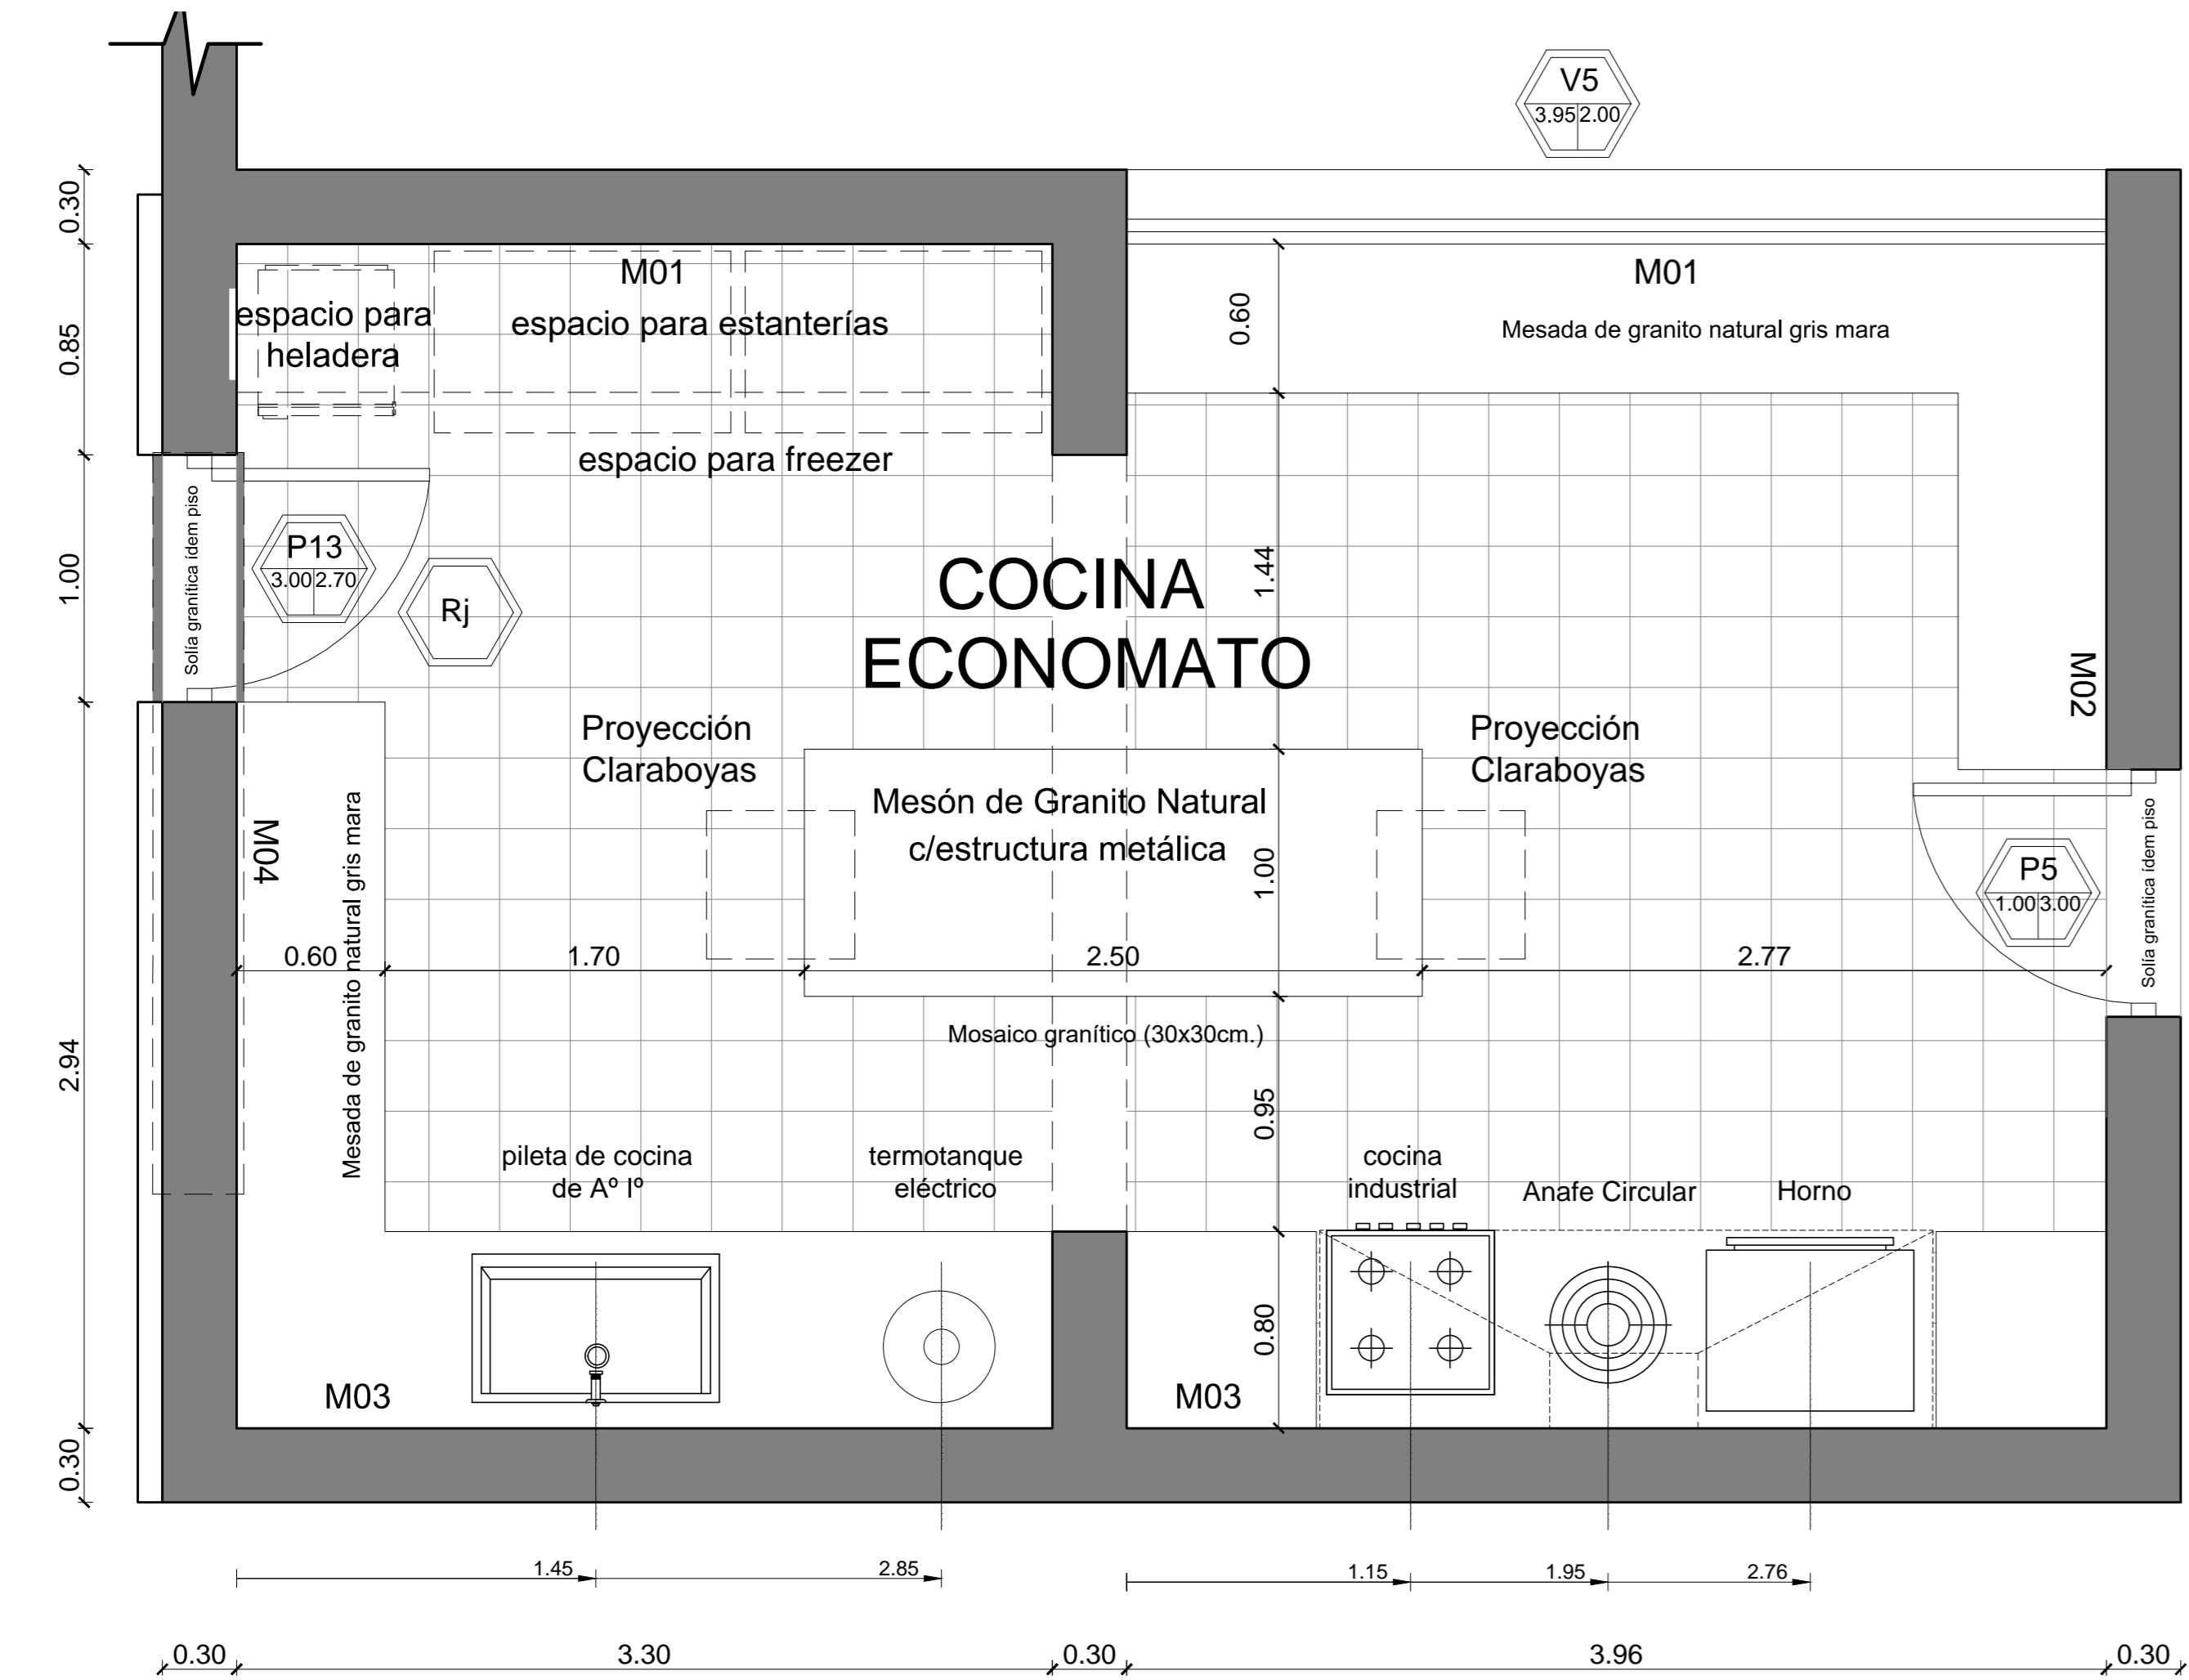 V5
3.95 2.00
0.30
0.85
1.00
2.94
0.30
M01
espacio para
heladera
espacio para estanterías
espacio para freezer
0.60
M01
Mesada de granito natural gris mara
Solía granítica ídem piso
P13
3.00 2.70
Rj
COCINA
ECONOMATO
1.44
M02
Proyección
Claraboyas
Proyección
Claraboyas
Mesón de Granito Natural
c/estructura metálica
1.00
M04
Mesada de granito natural gris mara
P5
1.00 3.00
Solía granítica ídem piso
0.60
1.70
2.50
2.77
Mosaico granítico (30x30cm.)
0.95
pileta de cocina
de Aº Iº
termotanque
eléctrico
cocina
industrial
Anafe Circular
Horno
0.80
M03
M03
1.45
2.85
1.15
1.95
2.76
0.30
3.30
0.30
3.96
0.30